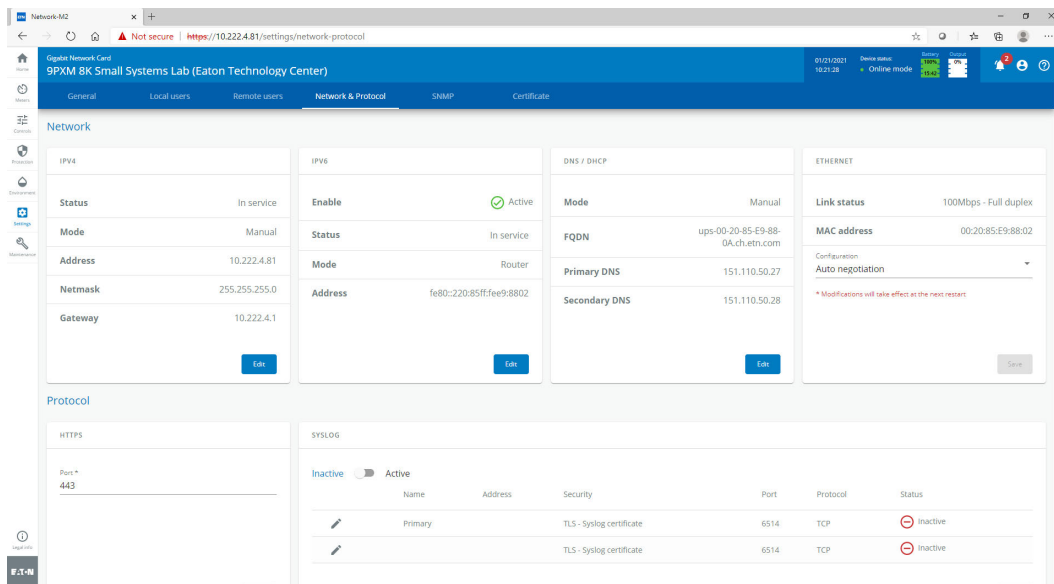 Network-M2
Not secure | https://10.222.4.81/settings/network-protocol
Gigabit Network Card
9PXM 8K Small Systems Lab (Eaton Technology Center)
01/21/2021
10:21:28
Device status:
Online mode
Battery
100%
15:42
Output
0%
2
General Local users Remote users Network & Protocol SNMP Certificate
Home
Meters
Controls
Protection
Environment
Settings
Maintenance
Legal info
EATON
Network
IPV4
Status In service
Mode Manual
Address 10.222.4.81
Netmask 255.255.255.0
Gateway 10.222.4.1
Edit
IPV6
Enable Active
Status In service
Mode Router
Address fe80::220:85ff:fee9:8802
Edit
DNS / DHCP
Mode Manual
FQDN ups-00-20-85-E9-88-
0A.ch.etn.com
Primary DNS 151.110.50.27
Secondary DNS 151.110.50.28
Edit
ETHERNET
Link status 100Mbps - Full duplex
MAC address 00:20:85:E9:88:02
Configuration
Auto negotiation
* Modifications will take effect at the next restart
Save
Protocol
HTTPS
Port *
443
SYSLOG
Inactive Active
Name Address Security Port Protocol Status
Primary TLS - Syslog certificate 6514 TCP Inactive
TLS - Syslog certificate 6514 TCP Inactive